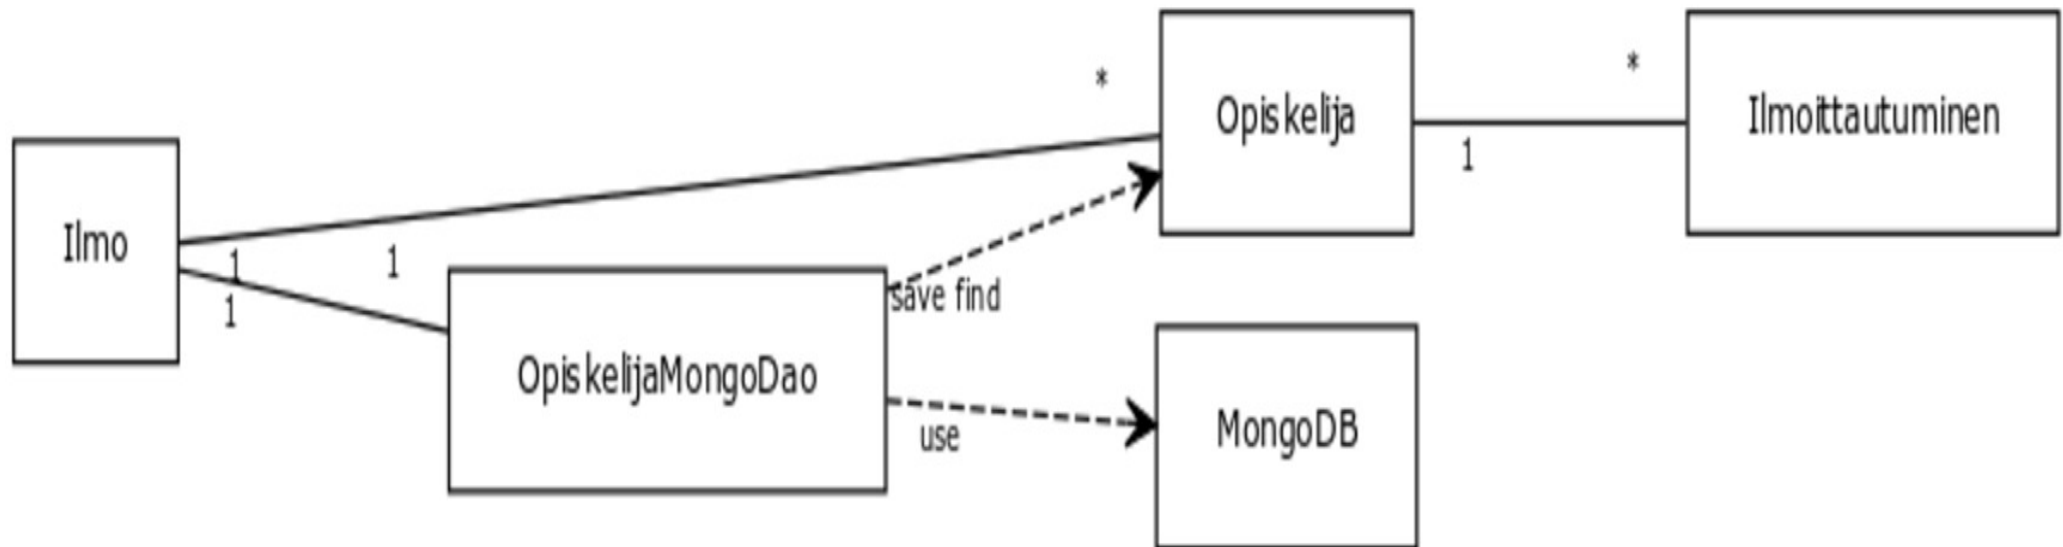 *
Opiskelija
*
Ilmoittautuminen
1
Ilmo
1
1
1
save find
OpiskelijaMongoDao
use
MongoDB